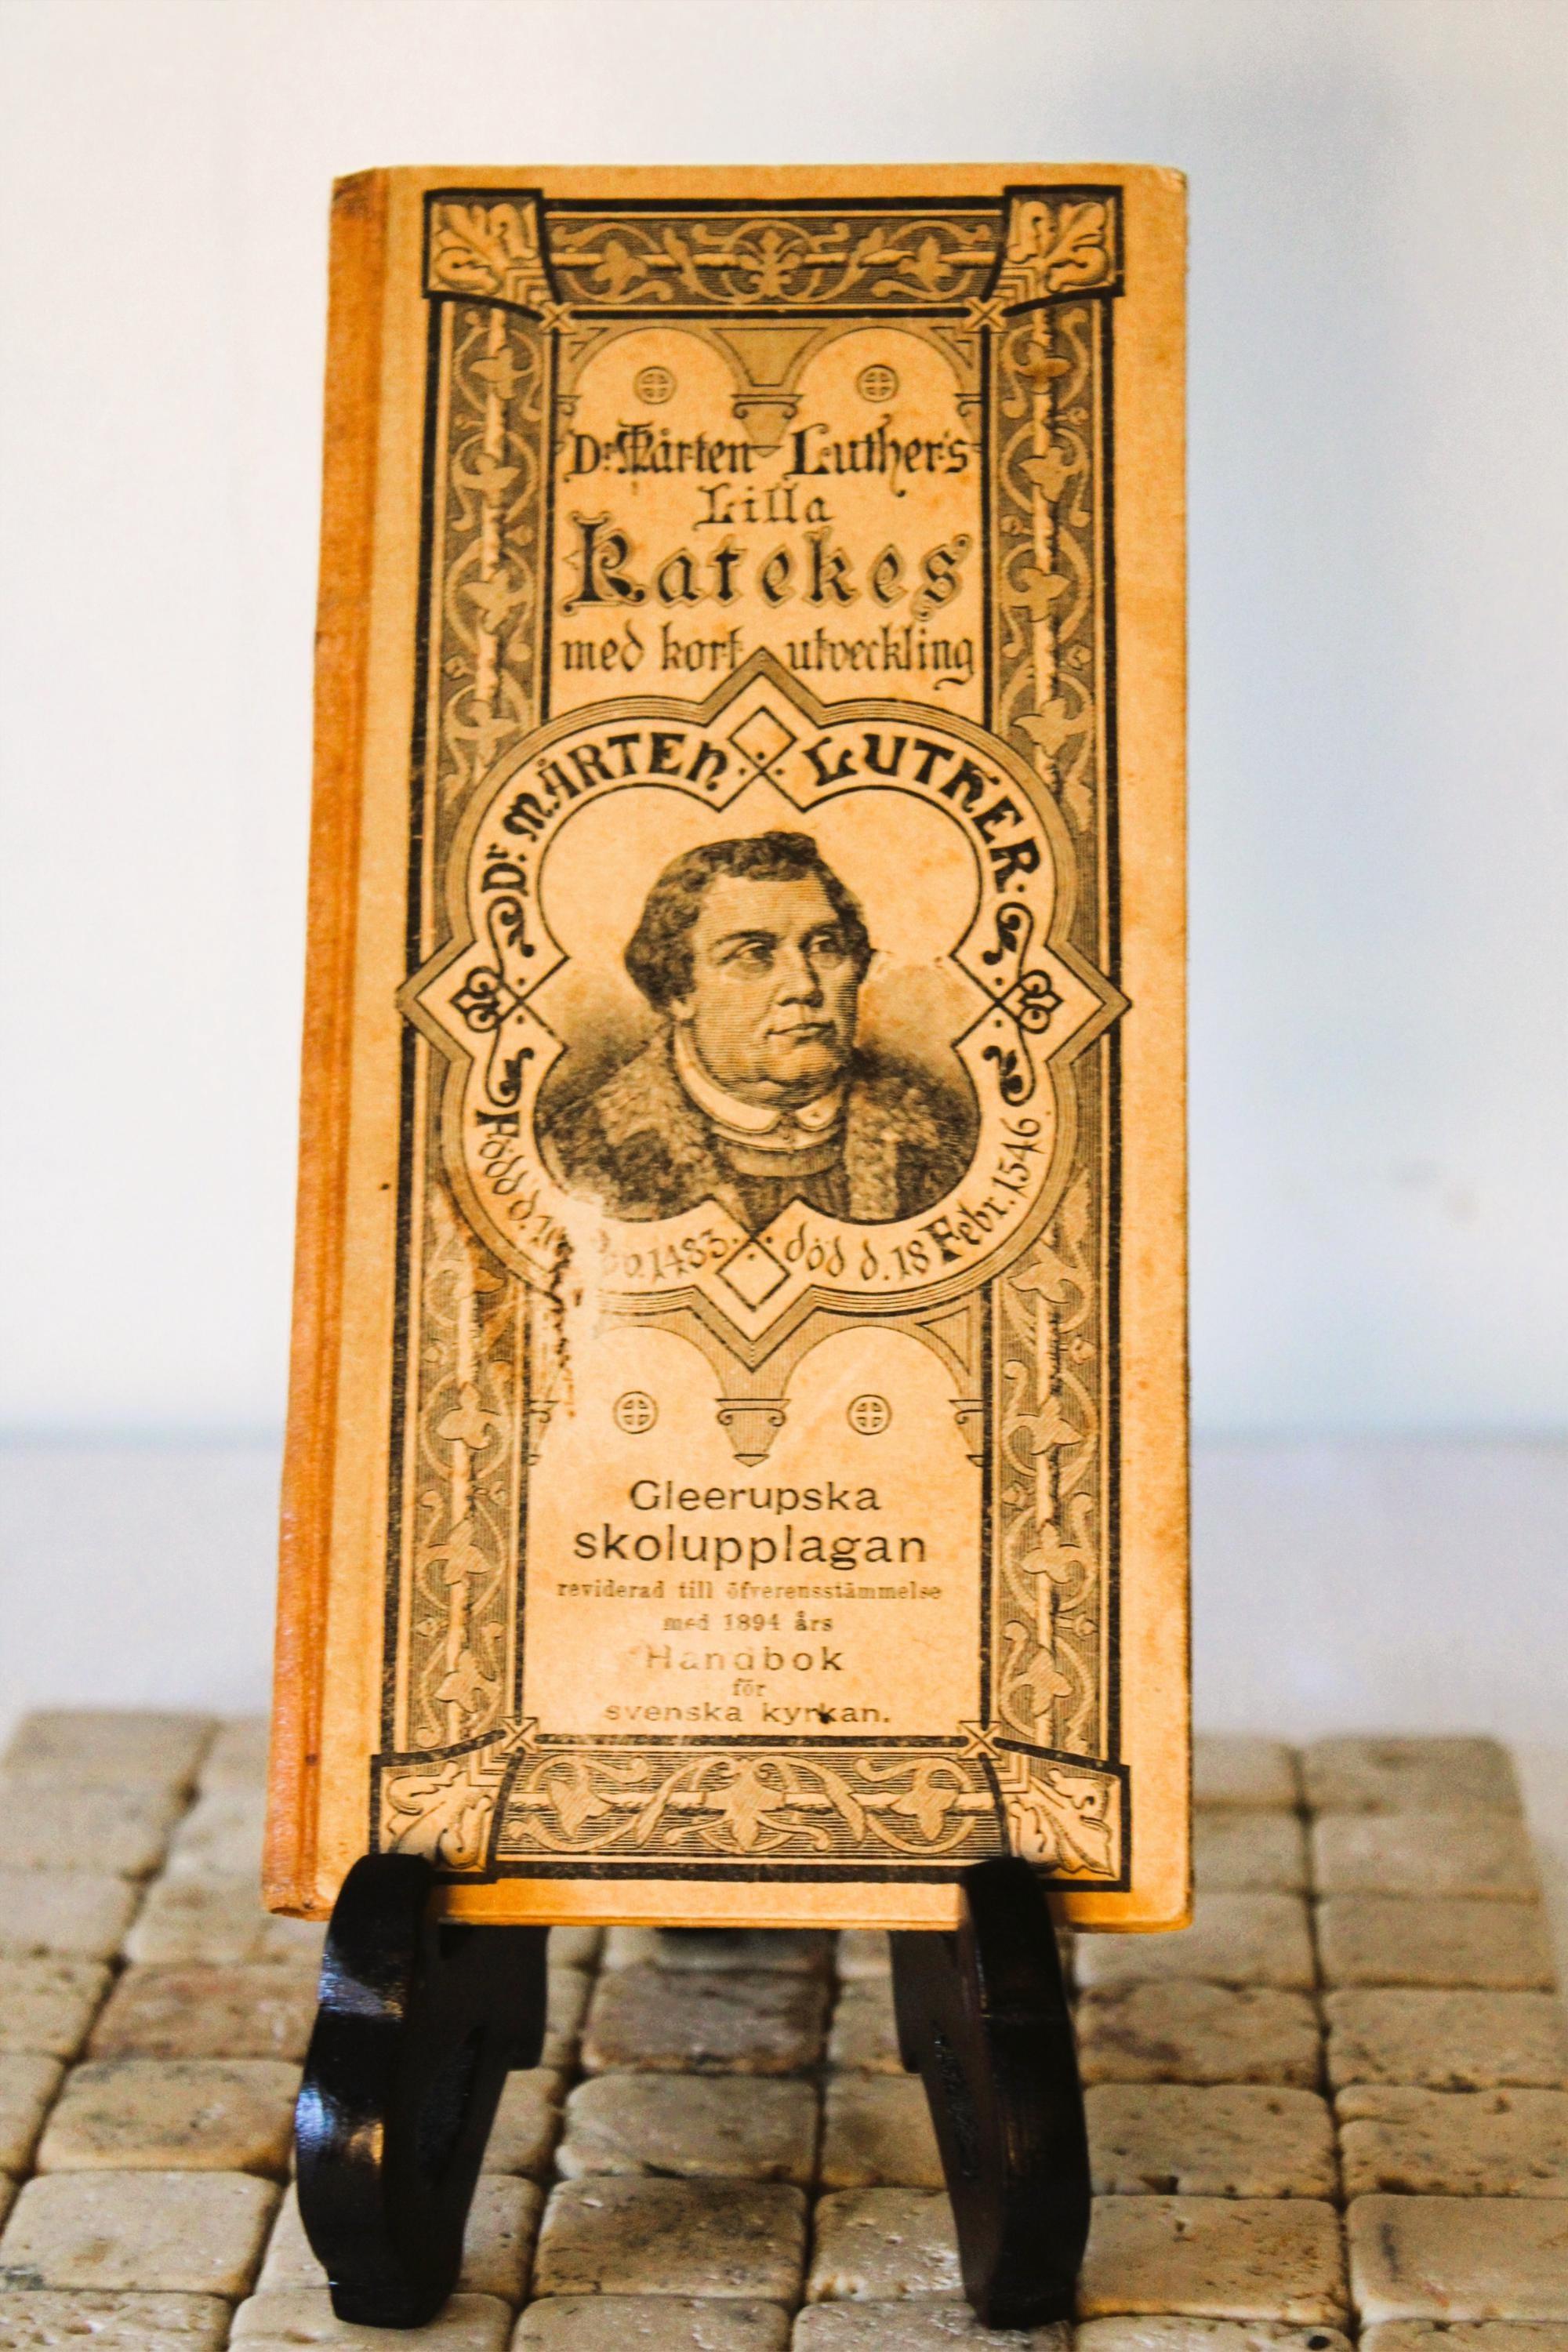 Dr Mårten Luther's
Lilla
Katekes
med kort utveckling
Dr. MÅRTEN LUTHER.
Född d. 1483. död d. 18 Febr. 1546.
Gleerupska
skolupplagan
reviderad till öfverensstämmelse
med 1894 års
Handbok
för
svenska kyrkan.